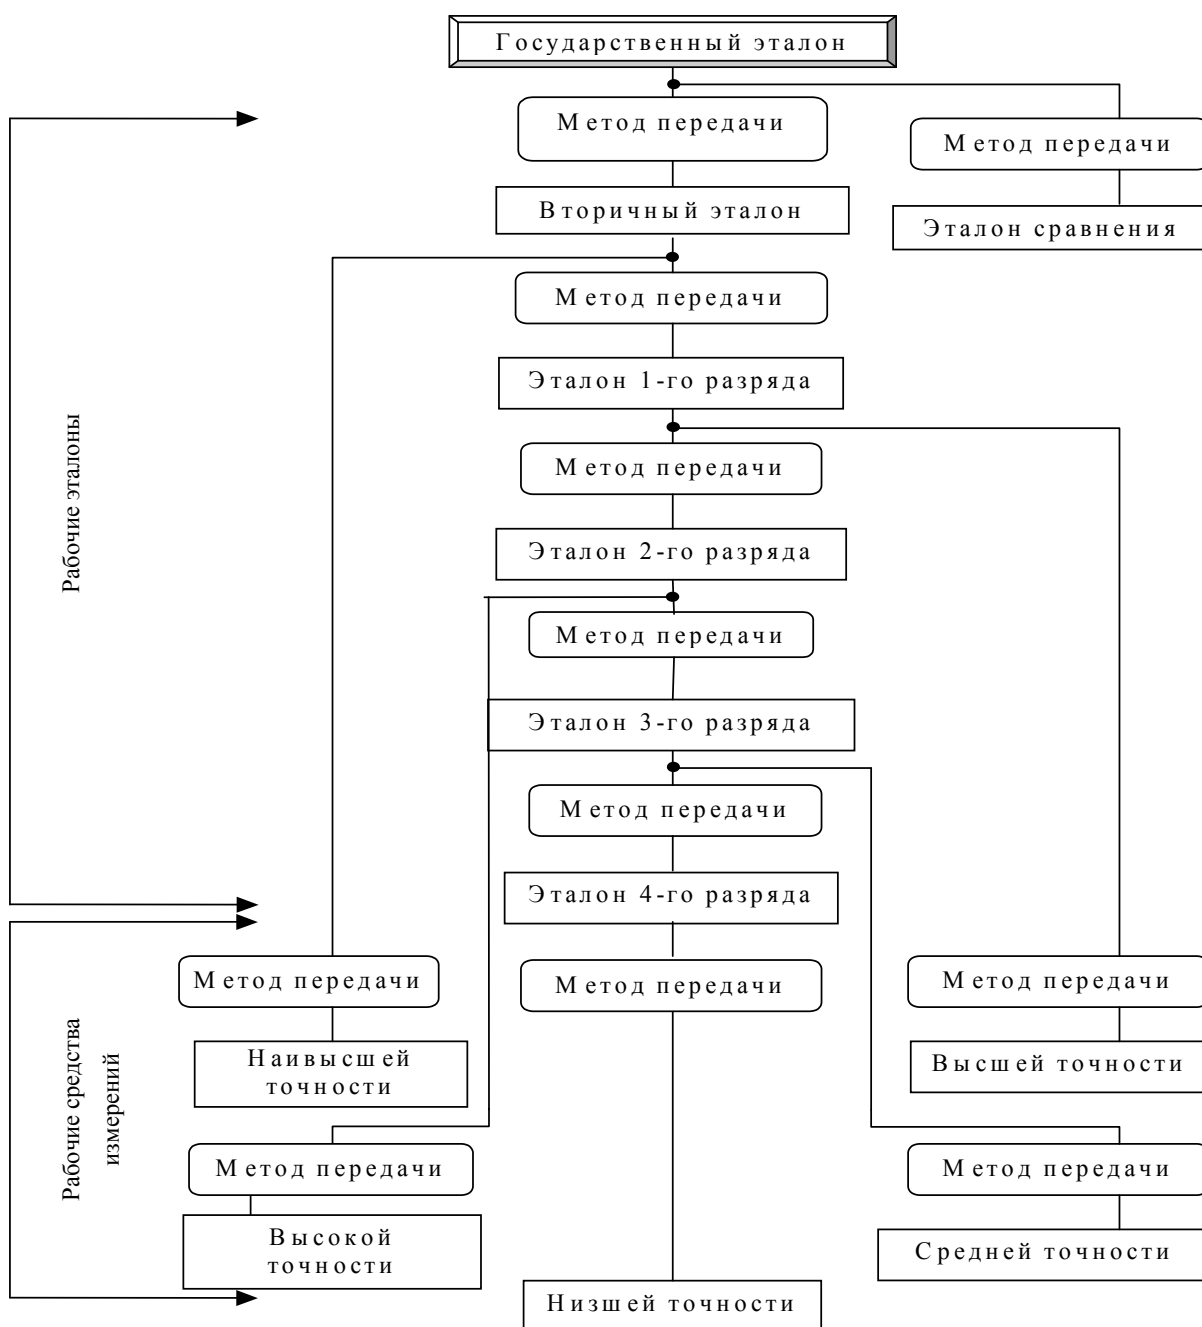 Государственный эталон
Метод передачи
Метод передачи
Вторичный эталон
Эталон сравнения
Метод передачи
Эталон 1-го разряда
Метод передачи
Эталон 2-го разряда
Метод передачи
Эталон 3-го разряда
Метод передачи
Эталон 4-го разряда
Рабочие эталоны
Метод передачи
Метод передачи
Метод передачи
Наивысшей
точности
Высшей точности
Рабочие средства
измерений
Метод передачи
Метод передачи
Высокой
точности
Средней точности
Низшей точности